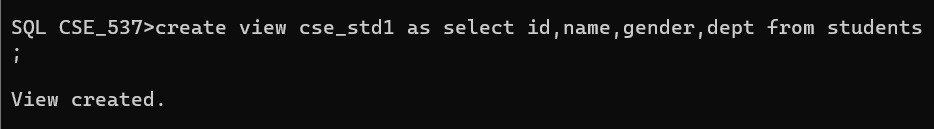 SQL CSE_537>create view cse_std1 as select id,name,gender,dept from students
;
View created.